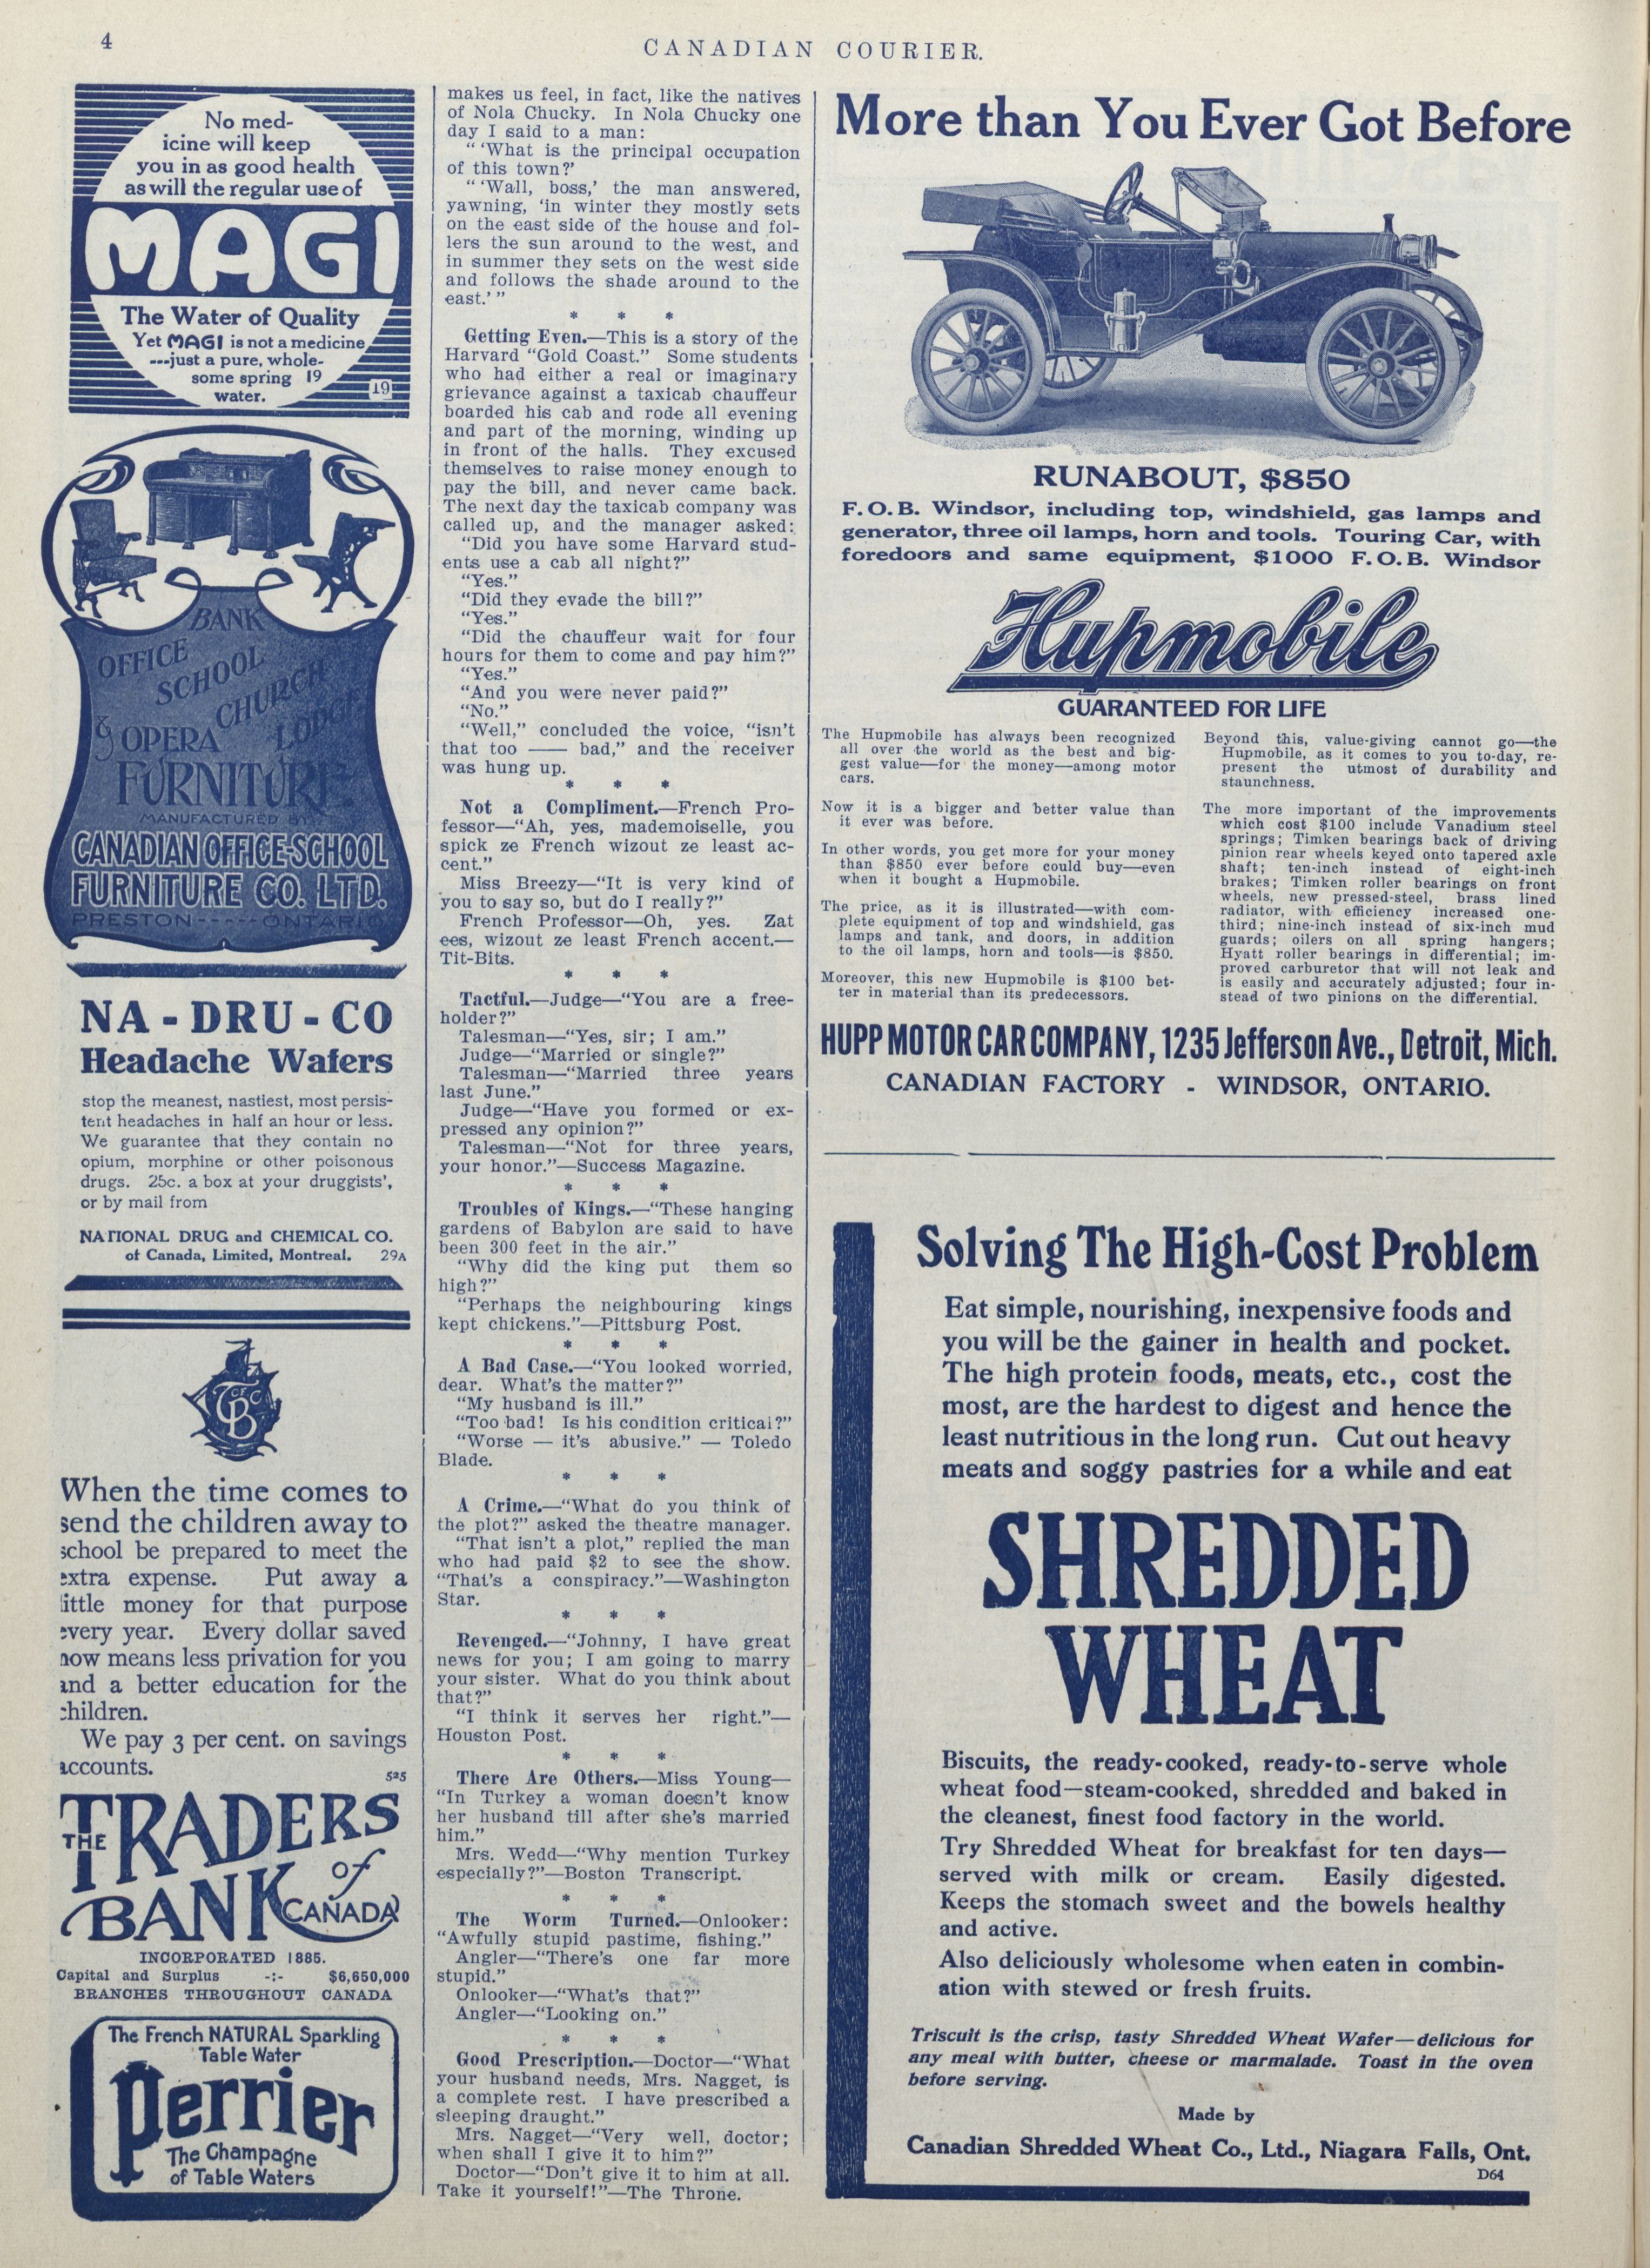 4
CANADIAN COURIER.
No med-
icine will keep
you in as good health
as will the regular use of
MAGI
The Water of Quality
Yet MAGI is not a medicine
---just a pure, whole-
some spring 19
water.
19
BANK
OFFICE
SCHOOL
CHURCH
& OPERA LODGE
FURNITURE
MANUFACTURED BY
CANADIAN OFFICE-SCHOOL
FURNITURE CO. LTD.
PRESTON - - - - - ONTARIO
NA-DRU-CO
Headache Wafers
stop the meanest, nastiest, most persis-
tent headaches in half an hour or less.
We guarantee that they contain no
opium, morphine or other poisonous
drugs. 25c. a box at your druggists',
or by mail from
NATIONAL DRUG and CHEMICAL CO.
of Canada, Limited, Montreal. 29A
When the time comes to
send the children away to
school be prepared to meet the
extra expense. Put away a
little money for that purpose
every year. Every dollar saved
now means less privation for you
and a better education for the
children.
We pay 3 per cent. on savings
accounts.
525
THE TRADERS
BANK of CANADA
INCORPORATED 1885.
Capital and Surplus -:- $6,650,000
BRANCHES THROUGHOUT CANADA
The French NATURAL Sparkling
Table Water
Perrier
The Champagne
of Table Waters
makes us feel, in fact, like the natives
of Nola Chucky. In Nola Chucky one
day I said to a man:
“ ‘What is the principal occupation
of this town?’
“ ‘Wall, boss,’ the man answered,
yawning, ‘in winter they mostly sets
on the east side of the house and fol-
lers the sun around to the west, and
in summer they sets on the west side
and follows the shade around to the
east.’ ”
* * *
Getting Even.—This is a story of the
Harvard “Gold Coast.” Some students
who had either a real or imaginary
grievance against a taxicab chauffeur
boarded his cab and rode all evening
and part of the morning, winding up
in front of the halls. They excused
themselves to raise money enough to
pay the bill, and never came back.
The next day the taxicab company was
called up, and the manager asked:
“Did you have some Harvard stud-
ents use a cab all night?”
“Yes.”
“Did they evade the bill?”
“Yes.”
“Did the chauffeur wait for four
hours for them to come and pay him?”
“Yes.”
“And you were never paid?”
“No.”
“Well,” concluded the voice, “isn’t
that too —— bad,” and the receiver
was hung up.
* * *
Not a Compliment.—French Pro-
fessor—“Ah, yes, mademoiselle, you
spick ze French wizout ze least ac-
cent.”
Miss Breezy—“It is very kind of
you to say so, but do I really?”
French Professor—Oh, yes. Zat
ees, wizout ze least French accent.—
Tit-Bits.
* * *
Tactful.—Judge—“You are a free-
holder?”
Talesman—“Yes, sir; I am.”
Judge—“Married or single?”
Talesman—“Married three years
last June.”
Judge—“Have you formed or ex-
pressed any opinion?”
Talesman—“Not for three years,
your honor.”—Success Magazine.
* * *
Troubles of Kings.—“These hanging
gardens of Babylon are said to have
been 300 feet in the air.”
“Why did the king put them so
high?”
“Perhaps the neighbouring kings
kept chickens.”—Pittsburg Post.
* * *
A Bad Case.—“You looked worried,
dear. What’s the matter?”
“My husband is ill.”
“Too bad! Is his condition critical?”
“Worse — it’s abusive.” — Toledo
Blade.
* * *
A Crime.—“What do you think of
the plot?” asked the theatre manager.
“That isn’t a plot,” replied the man
who had paid $2 to see the show.
“That’s a conspiracy.”—Washington
Star.
* * *
Revenged.—“Johnny, I have great
news for you; I am going to marry
your sister. What do you think about
that?”
“I think it serves her right.”—
Houston Post.
* * *
There Are Others.—Miss Young—
“In Turkey a woman doesn’t know
her husband till after she’s married
him.”
Mrs. Wedd—“Why mention Turkey
especially?”—Boston Transcript.
* * *
The Worm Turned.—Onlooker:
“Awfully stupid pastime, fishing.”
Angler—“There’s one far more
stupid.”
Onlooker—“What’s that?”
Angler—“Looking on.”
* * *
Good Prescription.—Doctor—“What
your husband needs, Mrs. Nagget, is
a complete rest. I have prescribed a
sleeping draught.”
Mrs. Nagget—“Very well, doctor;
when shall I give it to him?”
Doctor—“Don’t give it to him at all.
Take it yourself!”—The Throne.
More than You Ever Got Before
RUNABOUT, $850
F.O.B. Windsor, including top, windshield, gas lamps and
generator, three oil lamps, horn and tools. Touring Car, with
foredoors and same equipment, $1000 F.O.B. Windsor
Hupmobile
GUARANTEED FOR LIFE
The Hupmobile has always been recognized
all over the world as the best and big-
gest value—for the money—among motor
cars.
Now it is a bigger and better value than
it ever was before.
In other words, you get more for your money
than $850 ever before could buy—even
when it bought a Hupmobile.
The price, as it is illustrated—with com-
plete equipment of top and windshield, gas
lamps and tank, and doors, in addition
to the oil lamps, horn and tools—is $850.
Moreover, this new Hupmobile is $100 bet-
ter in material than its predecessors.
Beyond this, value-giving cannot go—the
Hupmobile, as it comes to you to-day, re-
present the utmost of durability and
staunchness.
The more important of the improvements
which cost $100 include Vanadium steel
springs; Timken bearings back of driving
pinion rear wheels keyed onto tapered axle
shaft; ten-inch instead of eight-inch
brakes; Timken roller bearings on front
wheels, new pressed-steel, brass lined
radiator, with efficiency increased one-
third; nine-inch instead of six-inch mud
guards; oilers on all spring hangers;
Hyatt roller bearings in differential; im-
proved carburetor that will not leak and
is easily and accurately adjusted; four in-
stead of two pinions on the differential.
HUPP MOTOR CAR COMPANY, 1235 Jefferson Ave., Detroit, Mich.
CANADIAN FACTORY - WINDSOR, ONTARIO.
Solving The High-Cost Problem
Eat simple, nourishing, inexpensive foods and
you will be the gainer in health and pocket.
The high protein foods, meats, etc., cost the
most, are the hardest to digest and hence the
least nutritious in the long run. Cut out heavy
meats and soggy pastries for a while and eat
SHREDDED
WHEAT
Biscuits, the ready-cooked, ready-to-serve whole
wheat food—steam-cooked, shredded and baked in
the cleanest, finest food factory in the world.
Try Shredded Wheat for breakfast for ten days—
served with milk or cream. Easily digested.
Keeps the stomach sweet and the bowels healthy
and active.
Also deliciously wholesome when eaten in combin-
ation with stewed or fresh fruits.
Triscuit is the crisp, tasty Shredded Wheat Wafer—delicious for
any meal with butter, cheese or marmalade. Toast in the oven
before serving.
Made by
Canadian Shredded Wheat Co., Ltd., Niagara Falls, Ont.
D64